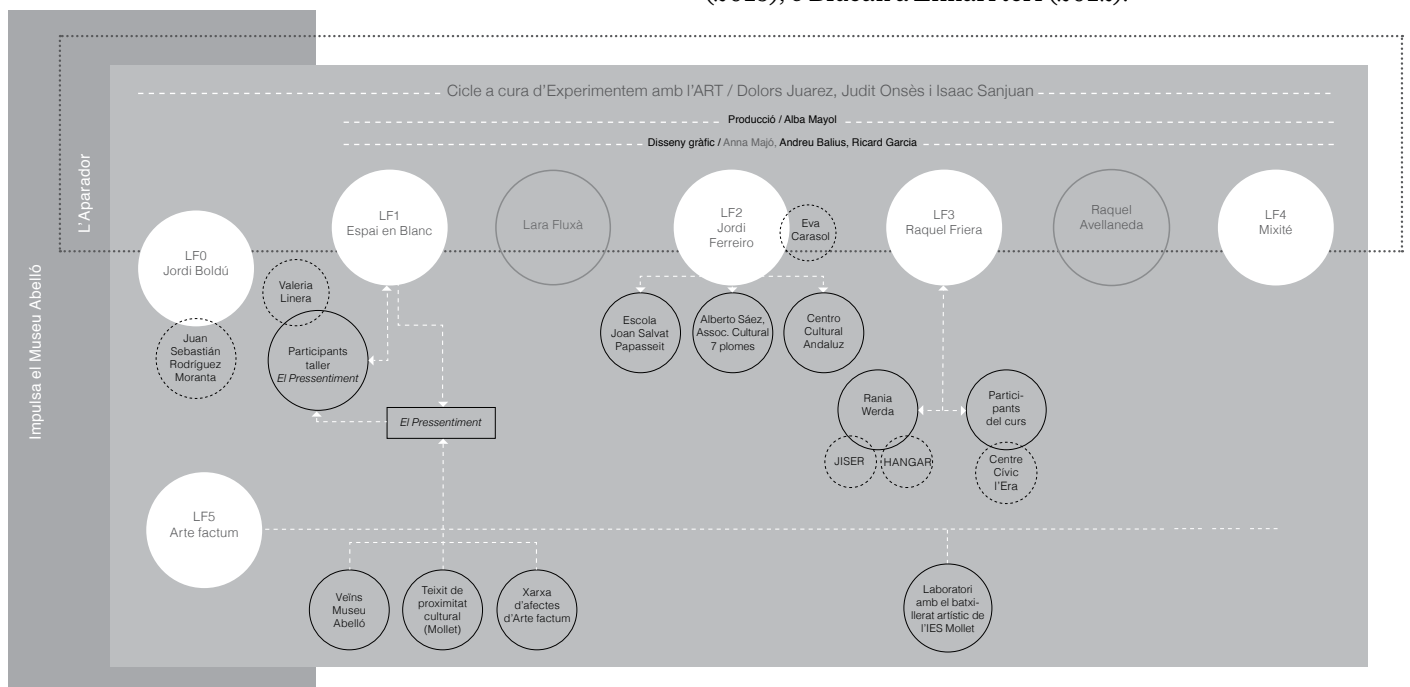 Cicle a cura d'Experimentem amb l'ART / Dolors Juarez, Judit Onsès i Isaac Sanjuan
Producció / Alba Mayol
Disseny gràfic / Anna Majó, Andreu Balius, Ricard Garcia
Impulsa el Museu Abelló
L'Aparador
LF0
Jordi Boldú
Juan
Sebastián
Rodríguez
Moranta
LF1
Espai en Blanc
Valeria
Linera
Participants
taller
El Pressentiment
El Pressentiment
Lara Fluxà
LF2
Jordi
Ferreiro
Eva
Carasol
Escola
Joan Salvat
Papasseit
Alberto Sáez,
Assoc. Cultural
7 plomes
Centro
Cultural
Andaluz
LF3
Raquel Friera
Rania
Werda
JISER
HANGAR
Partici-
pants
del curs
Centre
Cívic
l'Era
Raquel
Avellaneda
LF4
Mixité
LF5
Arte factum
Veïns
Museu
Abelló
Teixit de
proximitat
cultural
(Mollet)
Xarxa
d'afectes
d'Arte factum
Laboratori
amb el batxi-
llerat artístic de
l'IES Mollet